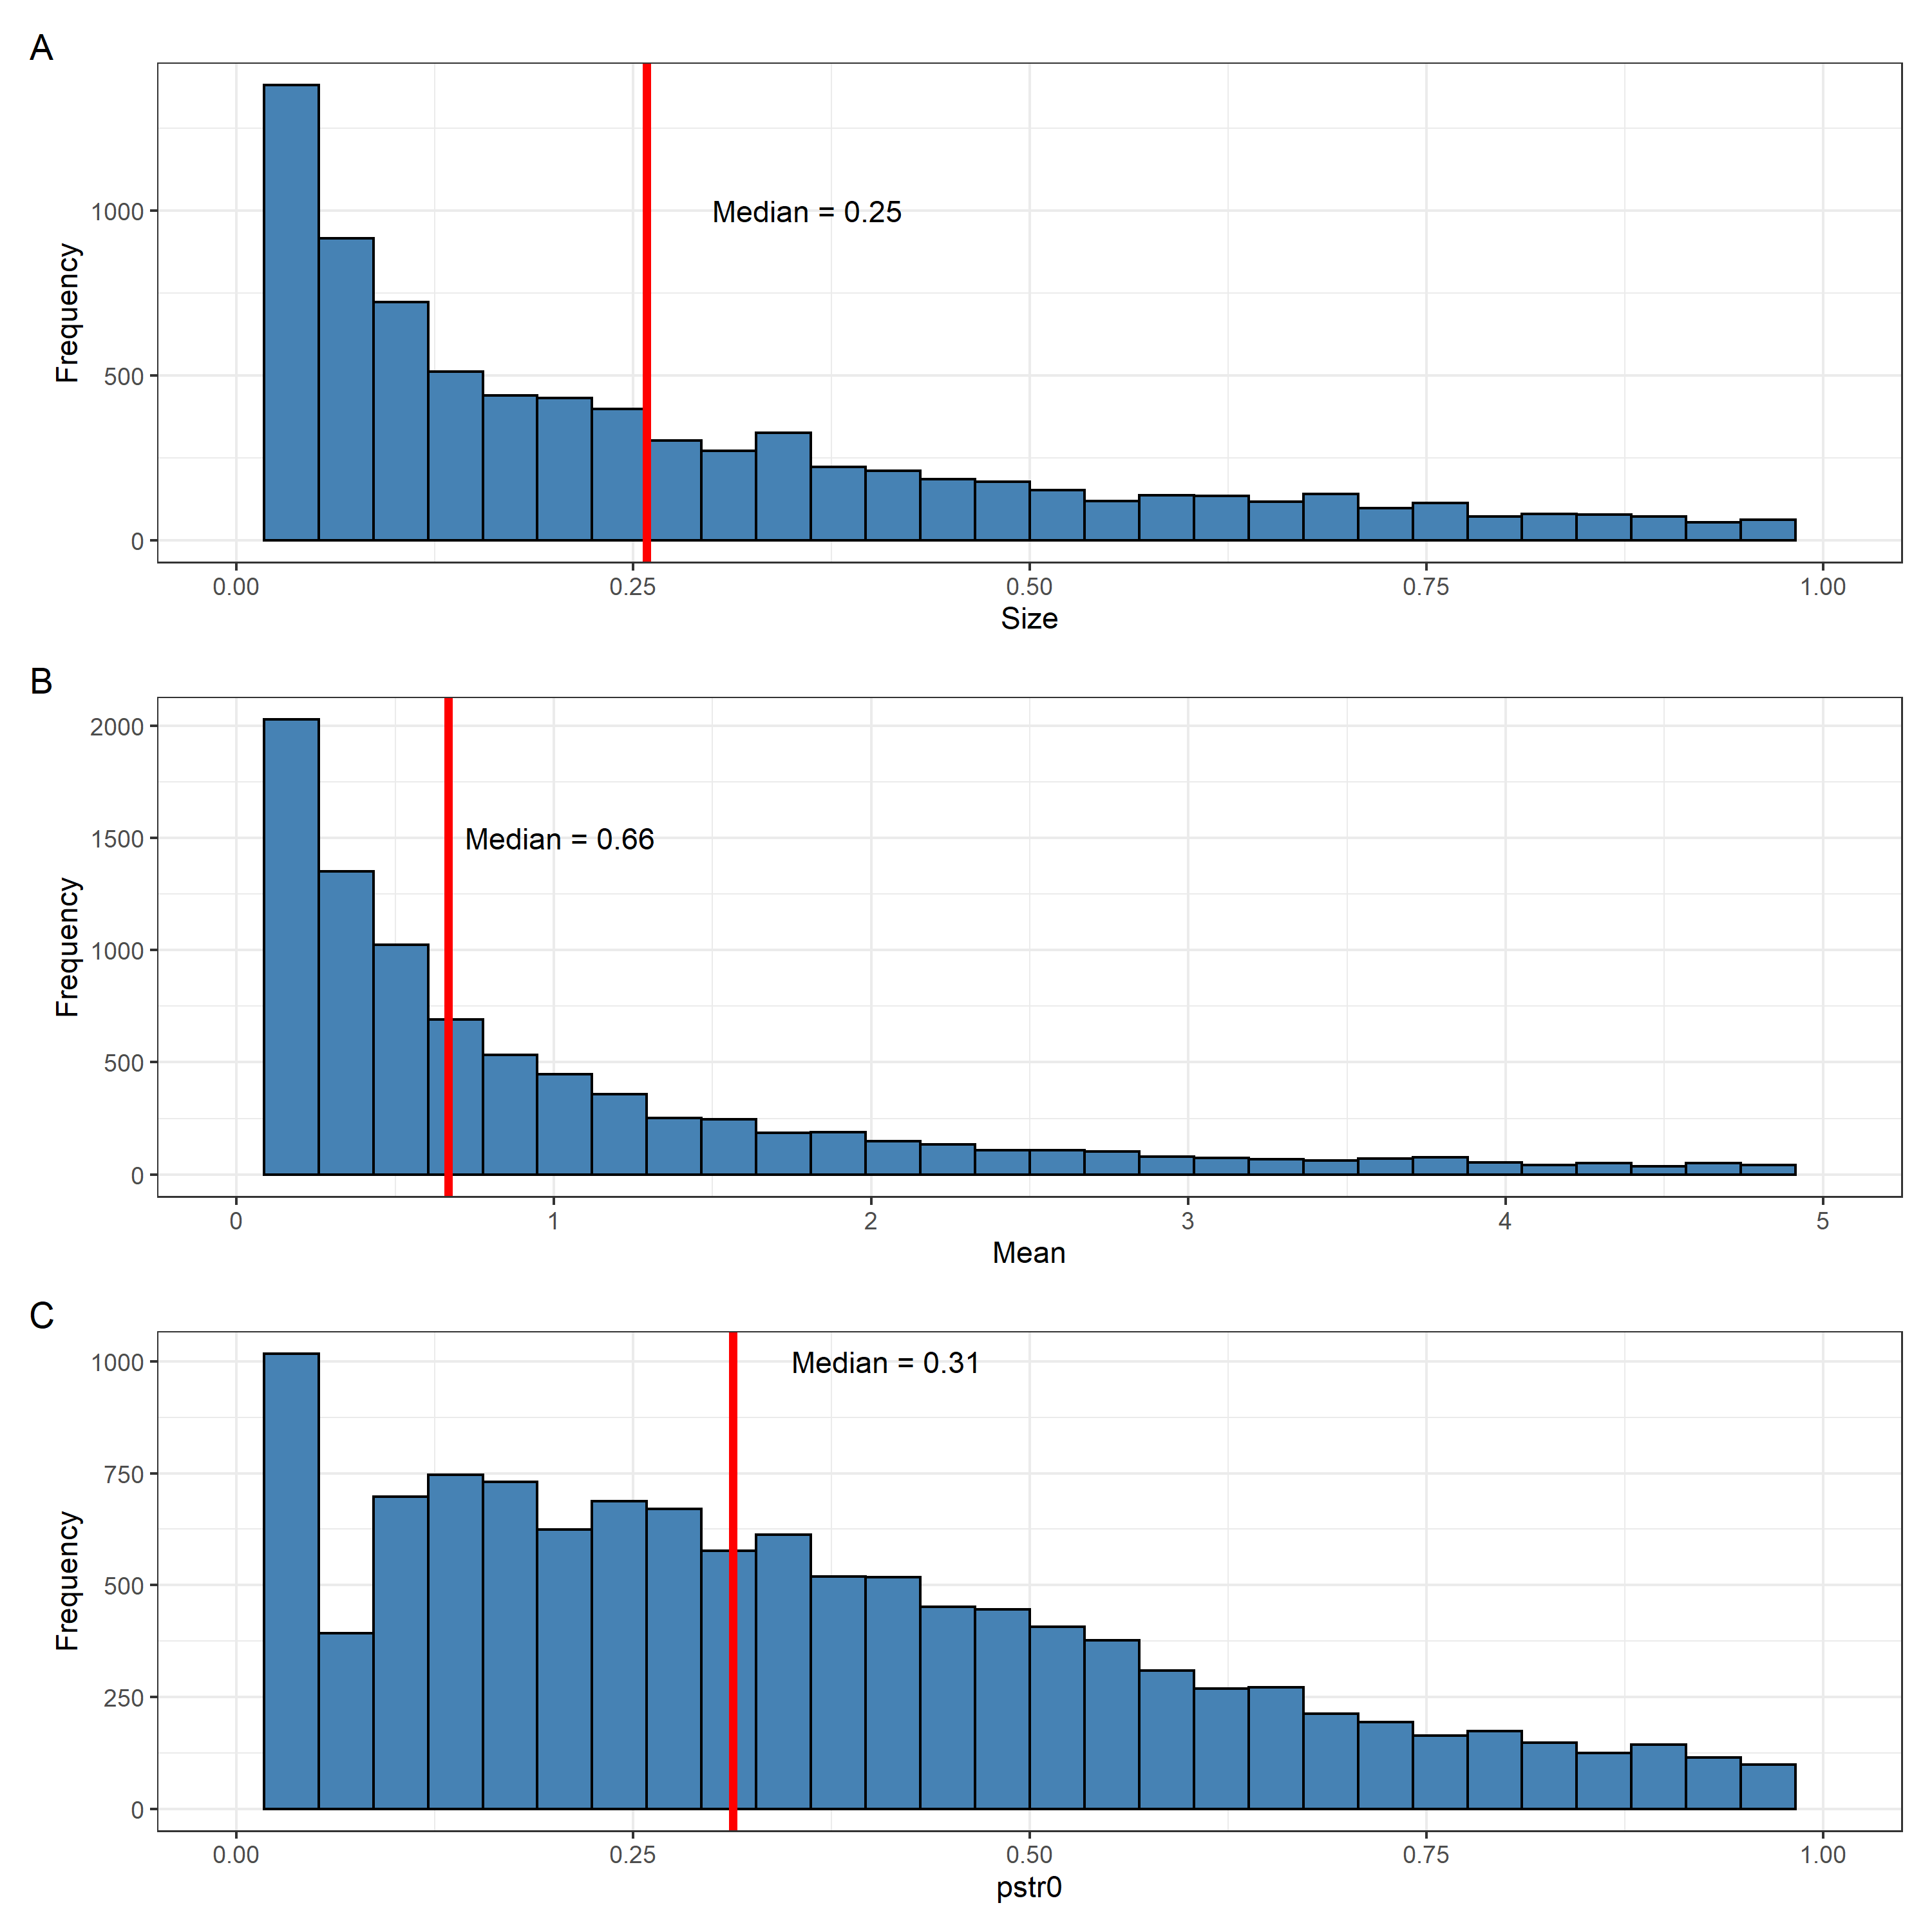 A
Frequency
1000
500
0
Median = 0.25
0.00 0.25 0.50 0.75 1.00
Size
B
Frequency
2000
1500
1000
500
0
Median = 0.66
0 1 2 3 4 5
Mean
C
Frequency
1000
750
500
250
0
Median = 0.31
0.00 0.25 0.50 0.75 1.00
pstr0